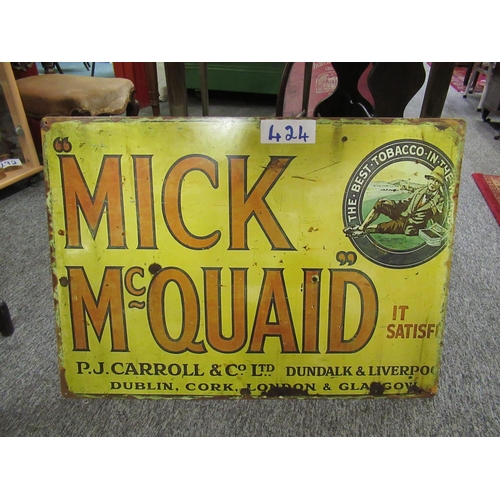 424
"MICK
McQUAID"
THE·BEST·TOBACCO·IN·THE
IT
SATISF
P.J. CARROLL & Co LTD DUNDALK & LIVERPOO
DUBLIN, CORK, LONDON & GLASGOW